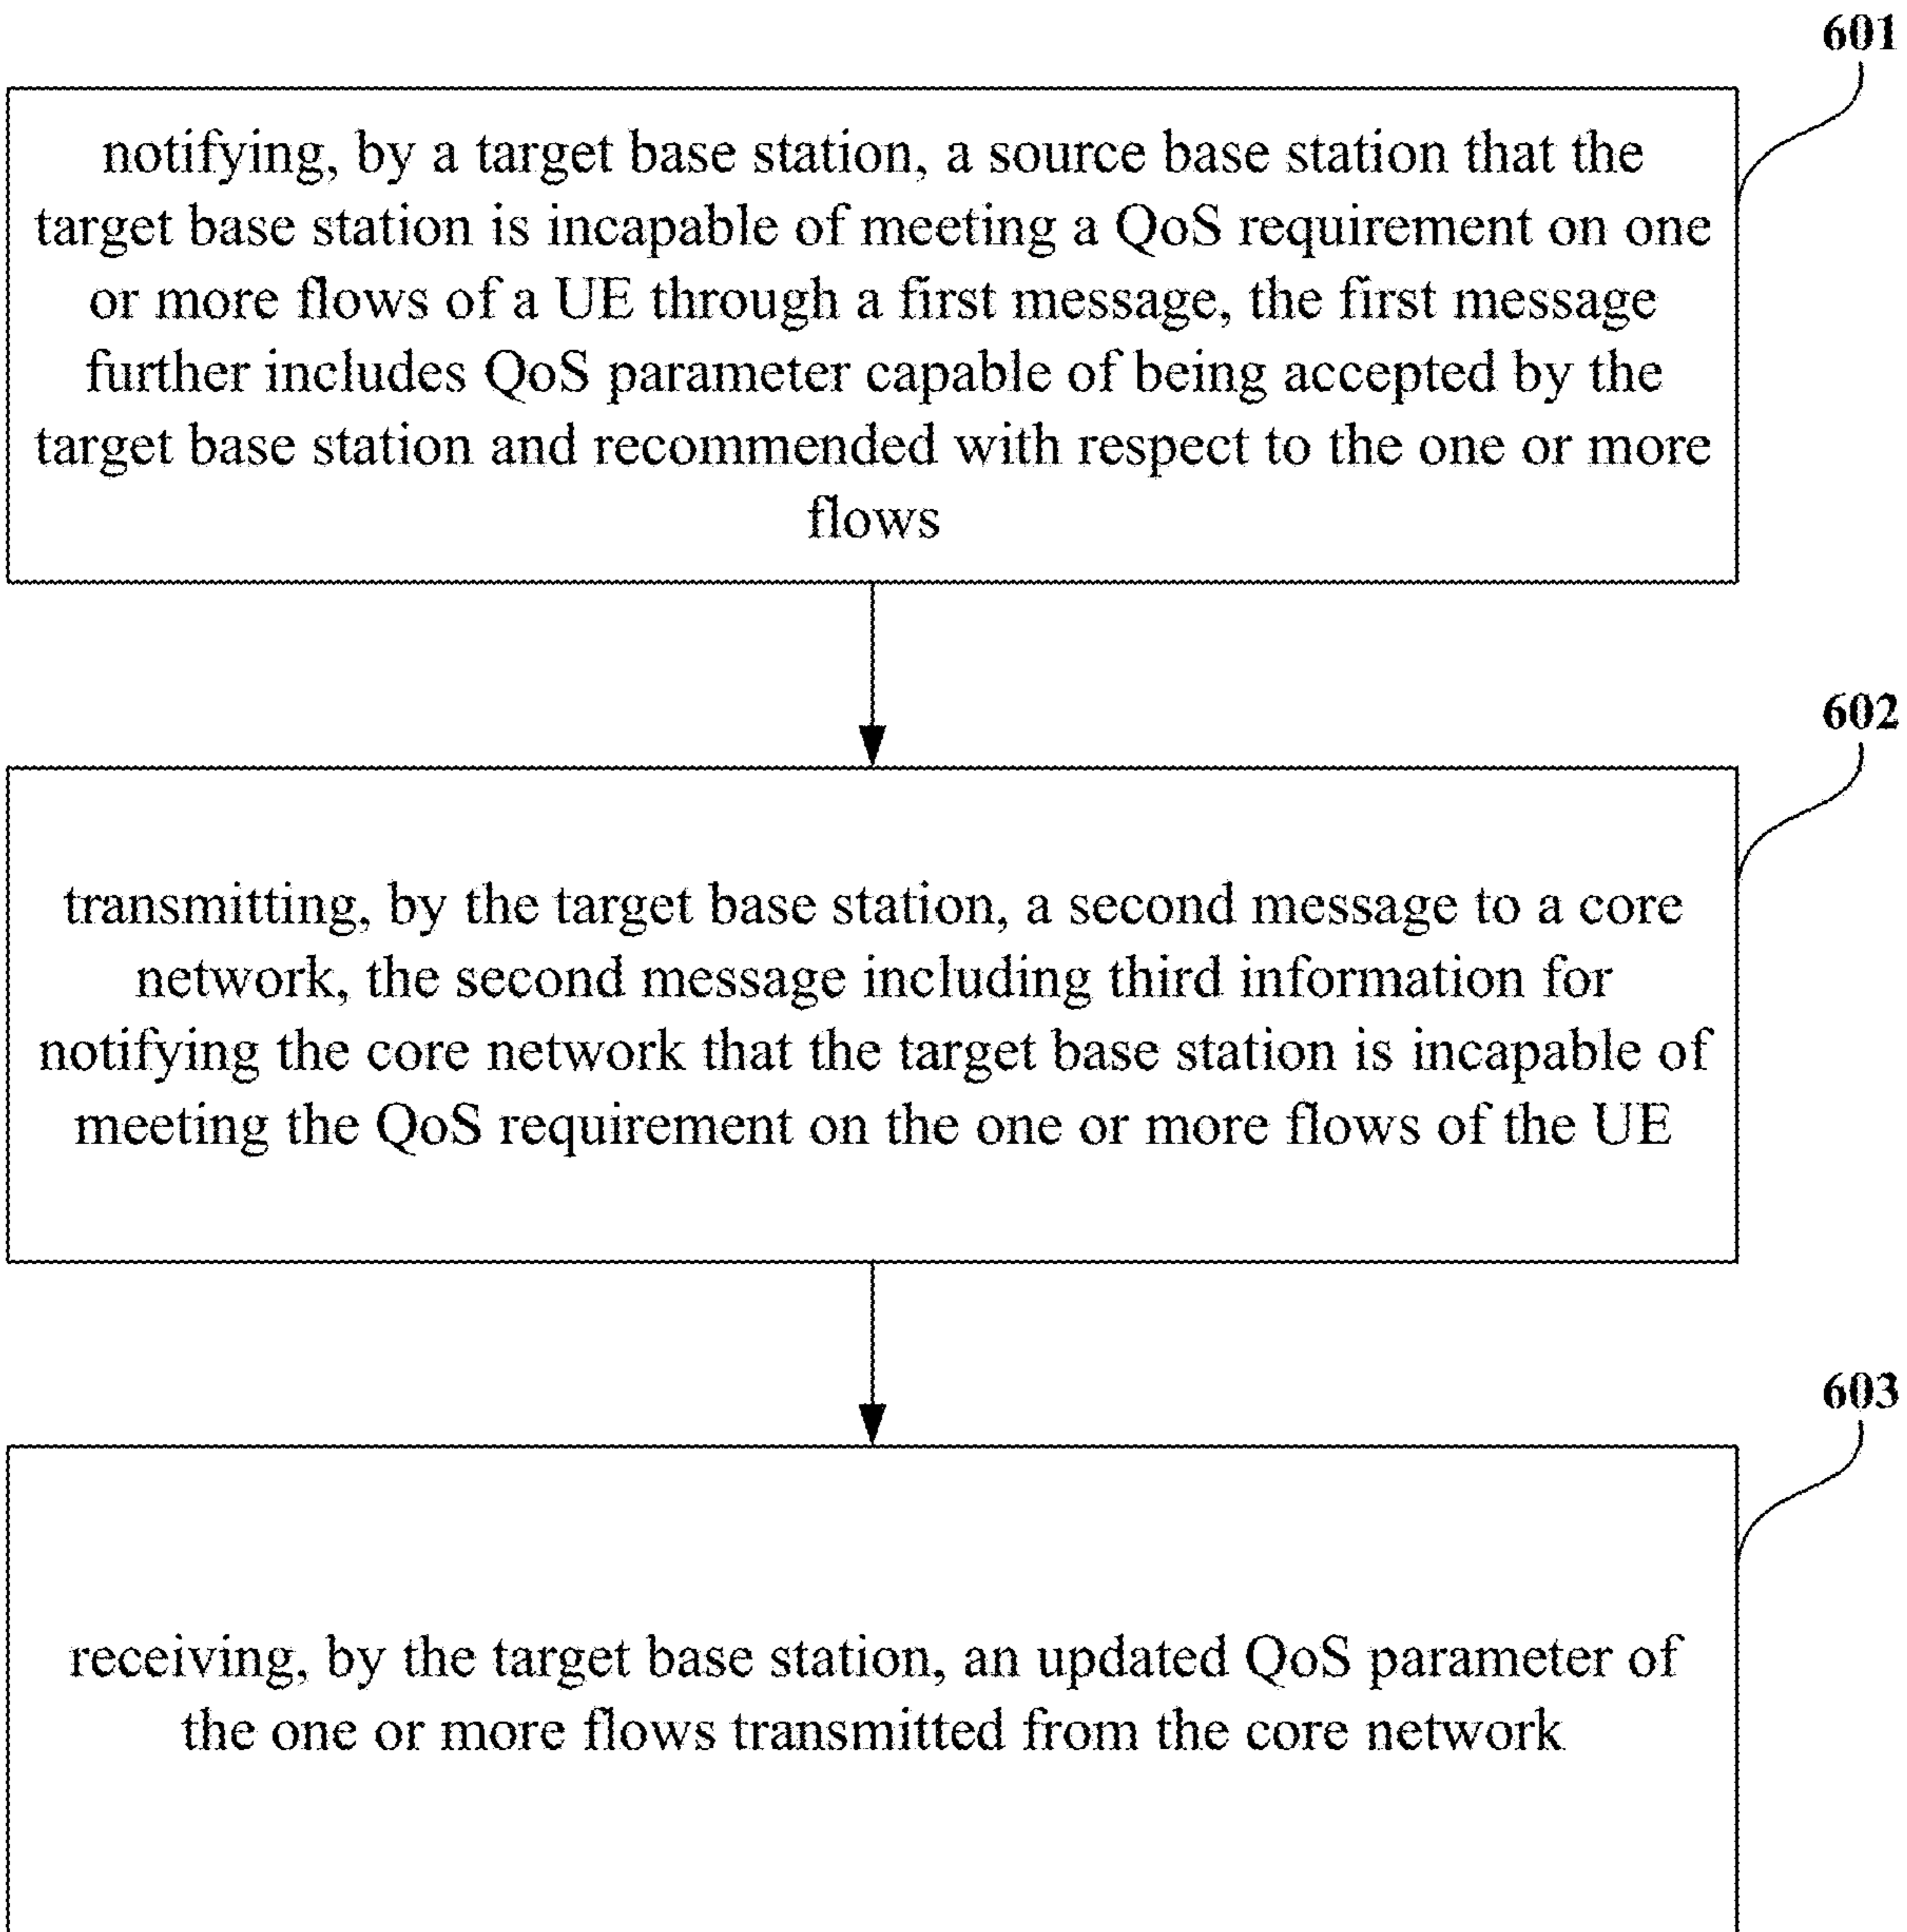 601
notifying, by a target base station, a source base station that the
target base station is incapable of meeting a QoS requirement on one
or more flows of a UE through a first message, the first message
further includes QoS parameter capable of being accepted by the
target base station and recommended with respect to the one or more
flows
602
transmitting, by the target base station, a second message to a core
network, the second message including third information for
notifying the core network that the target base station is incapable of
meeting the QoS requirement on the one or more flows of the UE
603
receiving, by the target base station, an updated QoS parameter of
the one or more flows transmitted from the core network